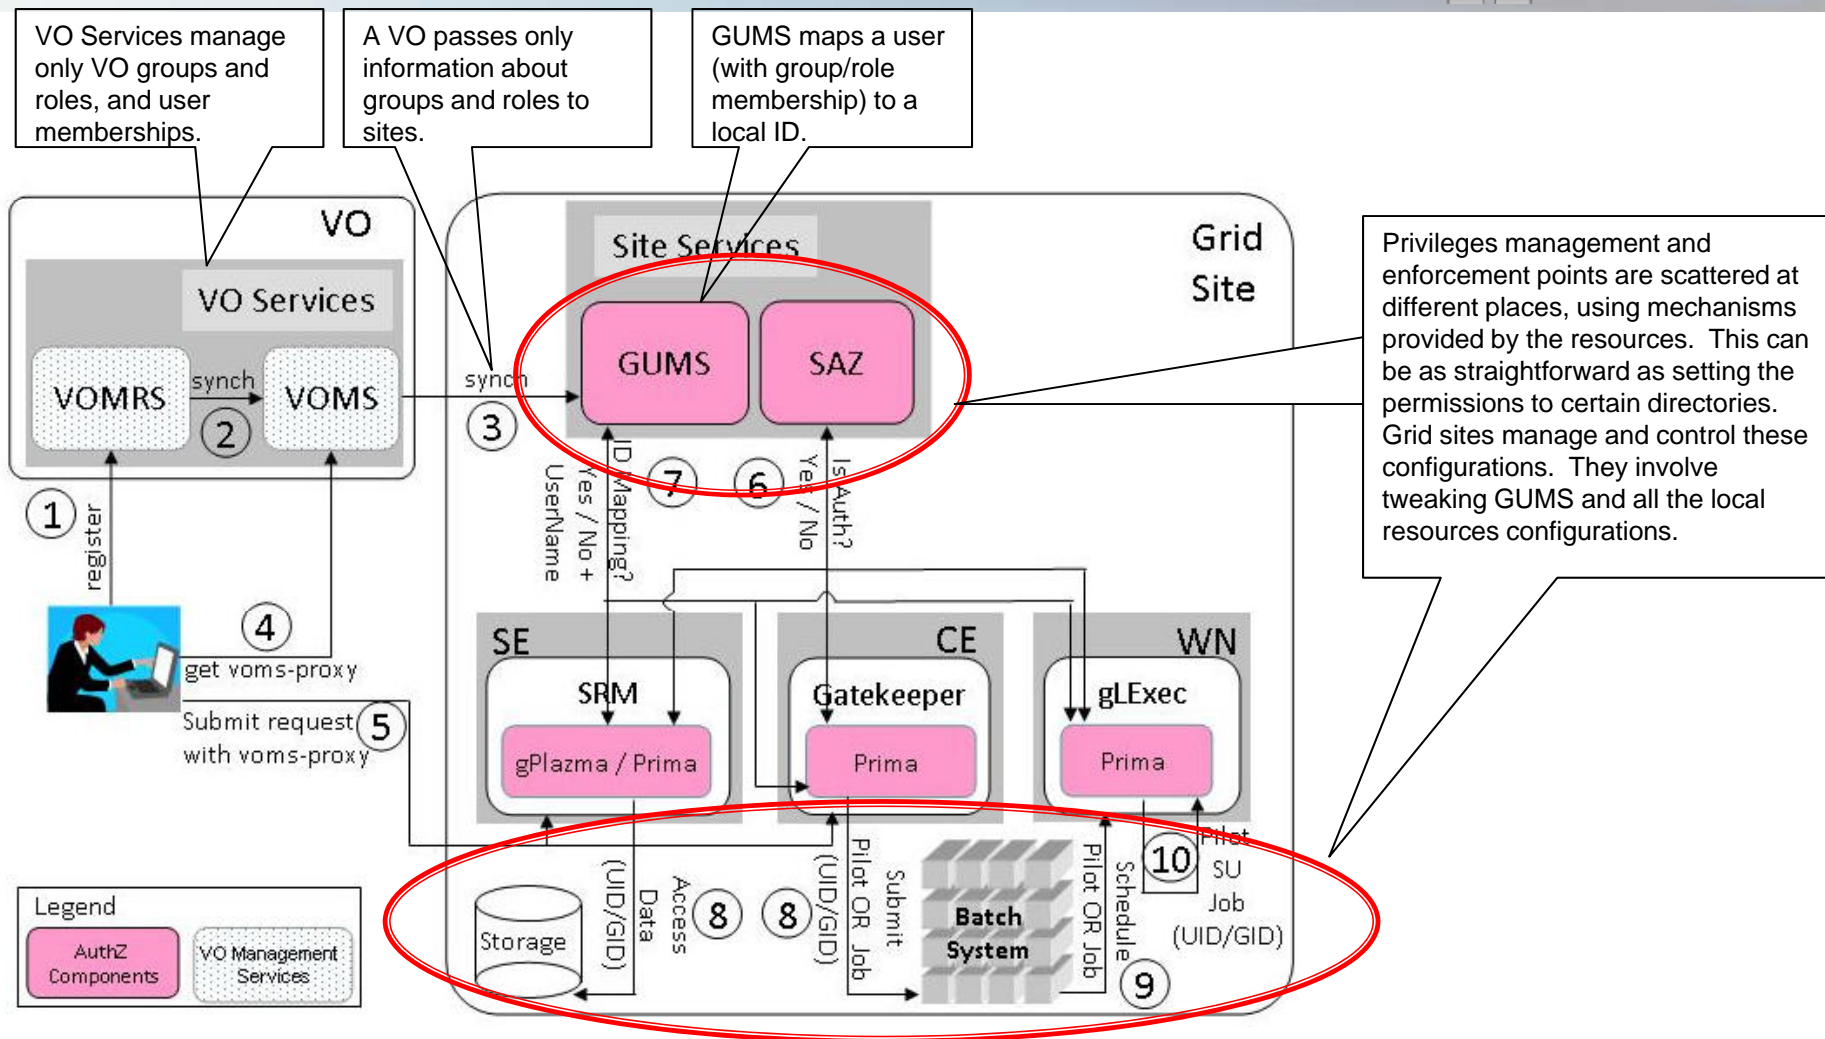 VO Services manage
only VO groups and
roles, and user
memberships.
A VO passes only
information about
groups and roles to
sites.
GUMS maps a user
(with group/role
membership) to a
local ID.
Privileges management and
enforcement points are scattered at
different places, using mechanisms
provided by the resources.  This can
be as straightforward as setting the
permissions to certain directories.
Grid sites manage and control these
configurations.  They involve
tweaking GUMS and all the local
resources configurations.
VO
VO Services
VOMRS
synch
2
VOMS
synch
3
Grid
Site
Site Services
GUMS
SAZ
1
register
ID Mapping?
Yes / No +
UserName
7
6
IsAuth?
Yes / No
4
get voms-proxy
Submit request
with voms-proxy
5
SE
SRM
gPlazma / Prima
CE
Gatekeeper
Prima
WN
gLExec
Prima
Storage
Access
Data
(UID/GID)
8
8
Submit
Pilot OR Job
(UID/GID)
Batch
System
Schedule
Pilot OR Job
9
10
Pilot
SU
Job
(UID/GID)
Legend
AuthZ
Components
VO Management
Services